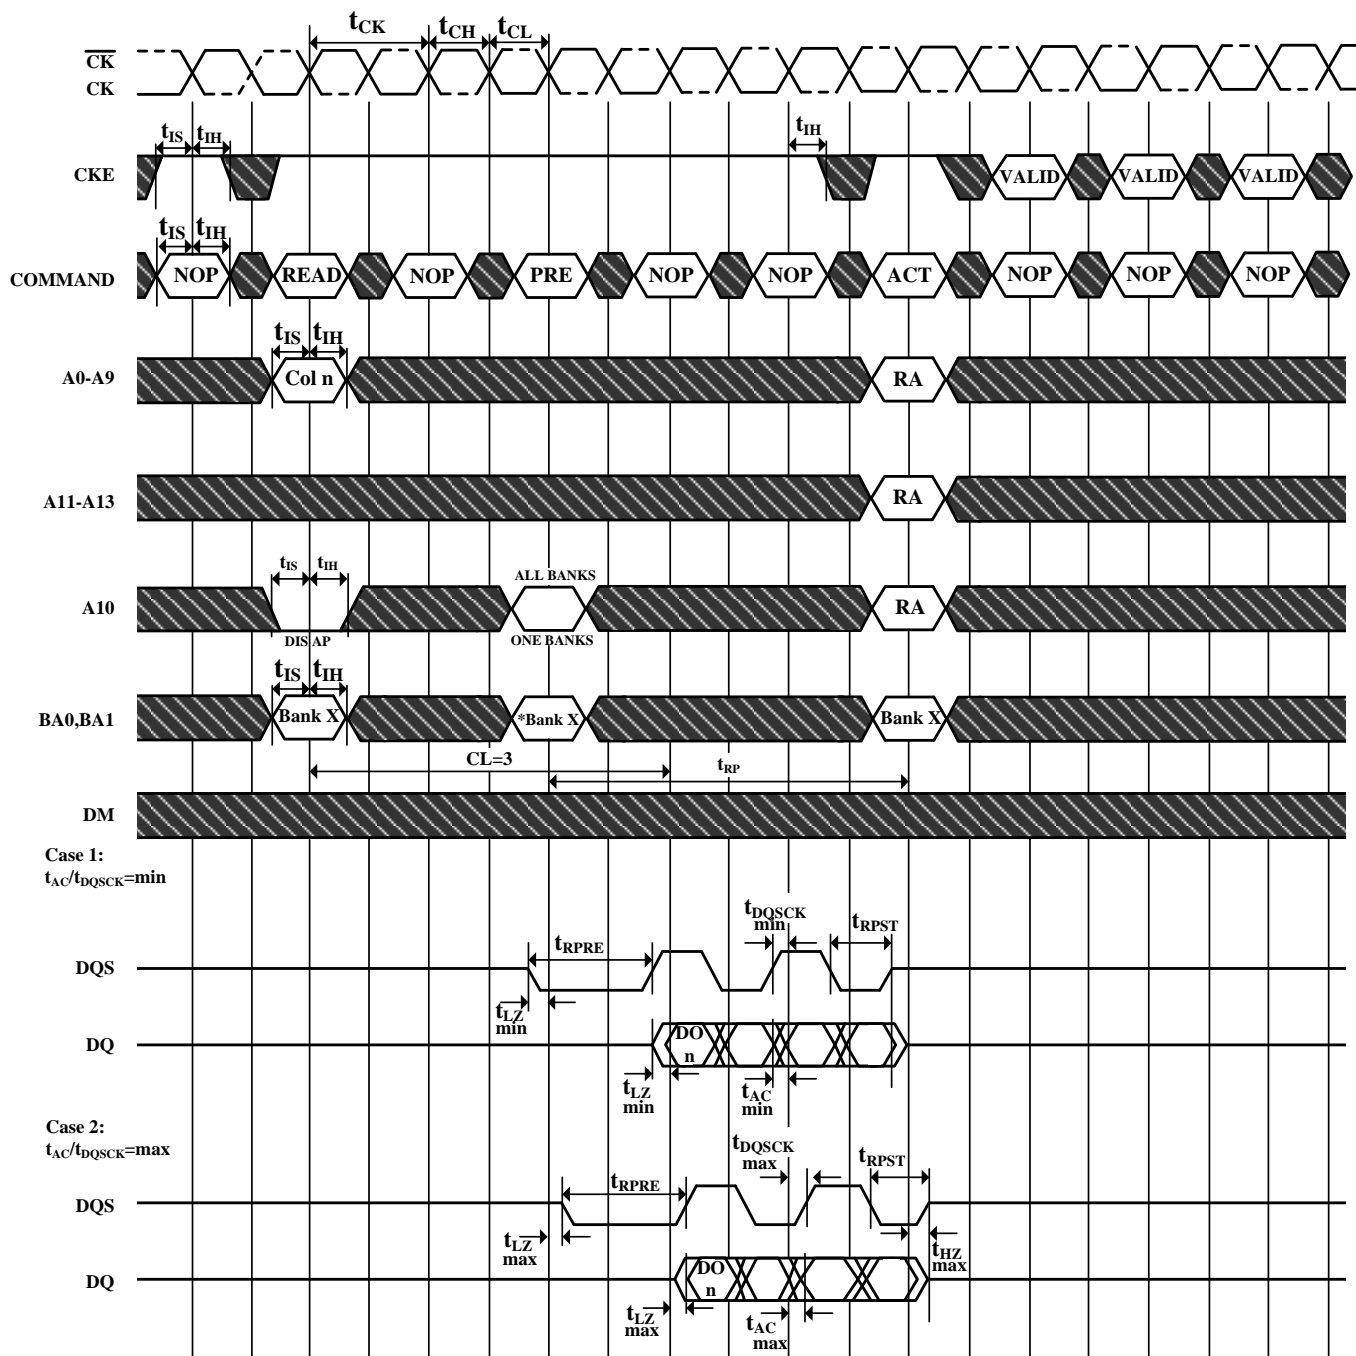 tCK tCH tCL
CK
CK
tIS tIH tIH
CKE VALID VALID VALID
tIS tIH
COMMAND NOP READ NOP PRE NOP NOP ACT NOP NOP NOP
tIS tIH
A0-A9 Col n RA
A11-A13 RA
tIS tIH ALL BANKS
A10 RA
DIS AP ONE BANKS
tIS tIH
BA0,BA1 Bank X *Bank X Bank X
CL=3 tRP
DM
Case 1:
tAC/tDQSCK=min
tDQSCK
min
tRPRE tRPST
DQS
tLZ
min
DQ DO
n
tLZ
min
tAC
min
Case 2:
tAC/tDQSCK=max
tDQSCK
max
tRPRE tRPST
DQS
tLZ
max
tHZ
max
DQ DO
n
tLZ
max
tAC
max